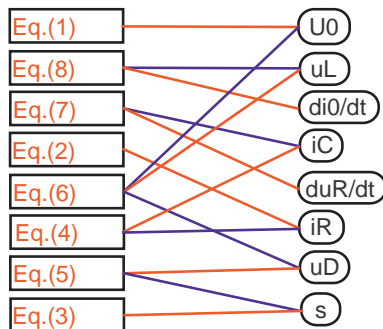 Eq.(1)
U0
Eq.(8)
uL
di0/dt
Eq.(7)
iC
Eq.(2)
duR/dt
Eq.(6)
iR
Eq.(4)
uD
Eq.(5)
s
Eq.(3)